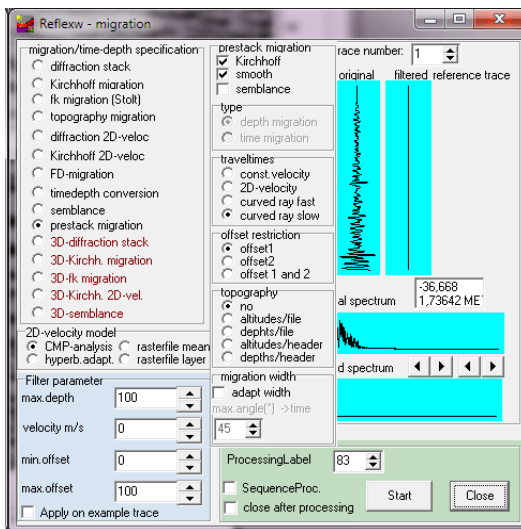 Reflexw - migration
migration/time-depth specification
diffraction stack
Kirchhoff migration
fk migration (Stolt)
topography migration
diffraction 2D-veloc
Kirchhoff 2D-veloc
FD-migration
timedepth conversion
semblance
prestack migration
3D-diffraction stack
3D-Kirchh. migration
3D-fk migration
3D-Kirchh. 2D-vel.
3D-semblance
2D-velocity model
CMP-analysis rasterfile mean
hyperb.adapt. rasterfile layer
Filter parameter
max.depth 100
velocity m/s 0
min.offset 0
max.offset 100
Apply on example trace
prestack migration
Kirchhoff
smooth
semblance
type
depth migration
time migration
traveltimes
const.velocity
2D-velocity
curved ray fast
curved ray slow
offset restriction
offset1
offset2
offset 1 and 2
topography
no
altitudes/file
dephts/file
altitudes/header
depths/header
migration width
adapt width
max.angle(°) ->time
45
race number: 1
original filtered reference trace
-36,668
al spectrum 1,73642 ME
d spectrum
ProcessingLabel 83
SequenceProc.
close after processing
Start
Close